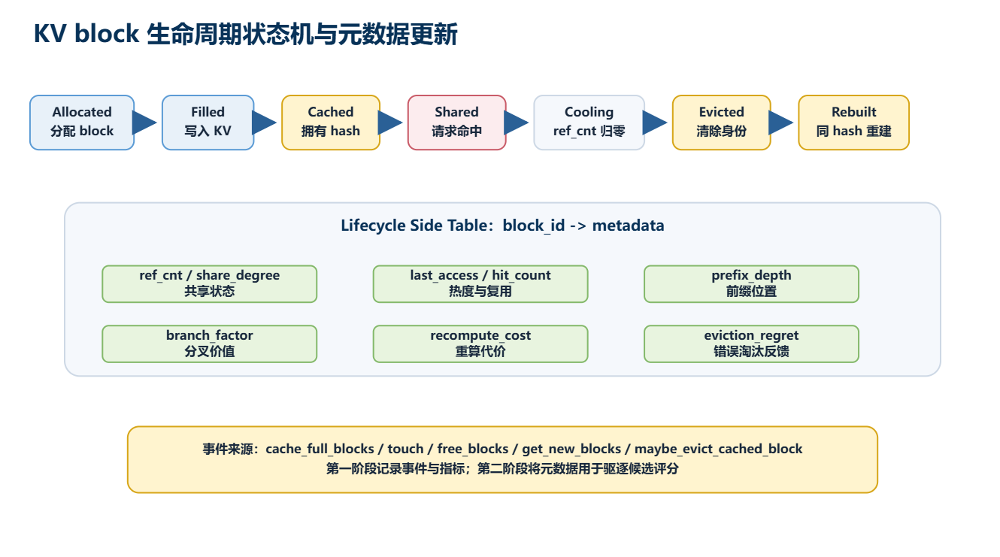 KV block 生命周期状态机与元数据更新
Allocated
分配 block
Filled
写入 KV
Cached
拥有 hash
Shared
请求命中
Cooling
ref_cnt 归零
Evicted
清除身份
Rebuilt
同 hash 重建
Lifecycle Side Table：block_id -> metadata
ref_cnt / share_degree
共享状态
last_access / hit_count
热度与复用
prefix_depth
前缀位置
branch_factor
分叉价值
recompute_cost
重算代价
eviction_regret
错误淘汰反馈
事件来源：cache_full_blocks / touch / free_blocks / get_new_blocks / maybe_evict_cached_block
第一阶段记录事件与指标；第二阶段将元数据用于驱逐候选评分